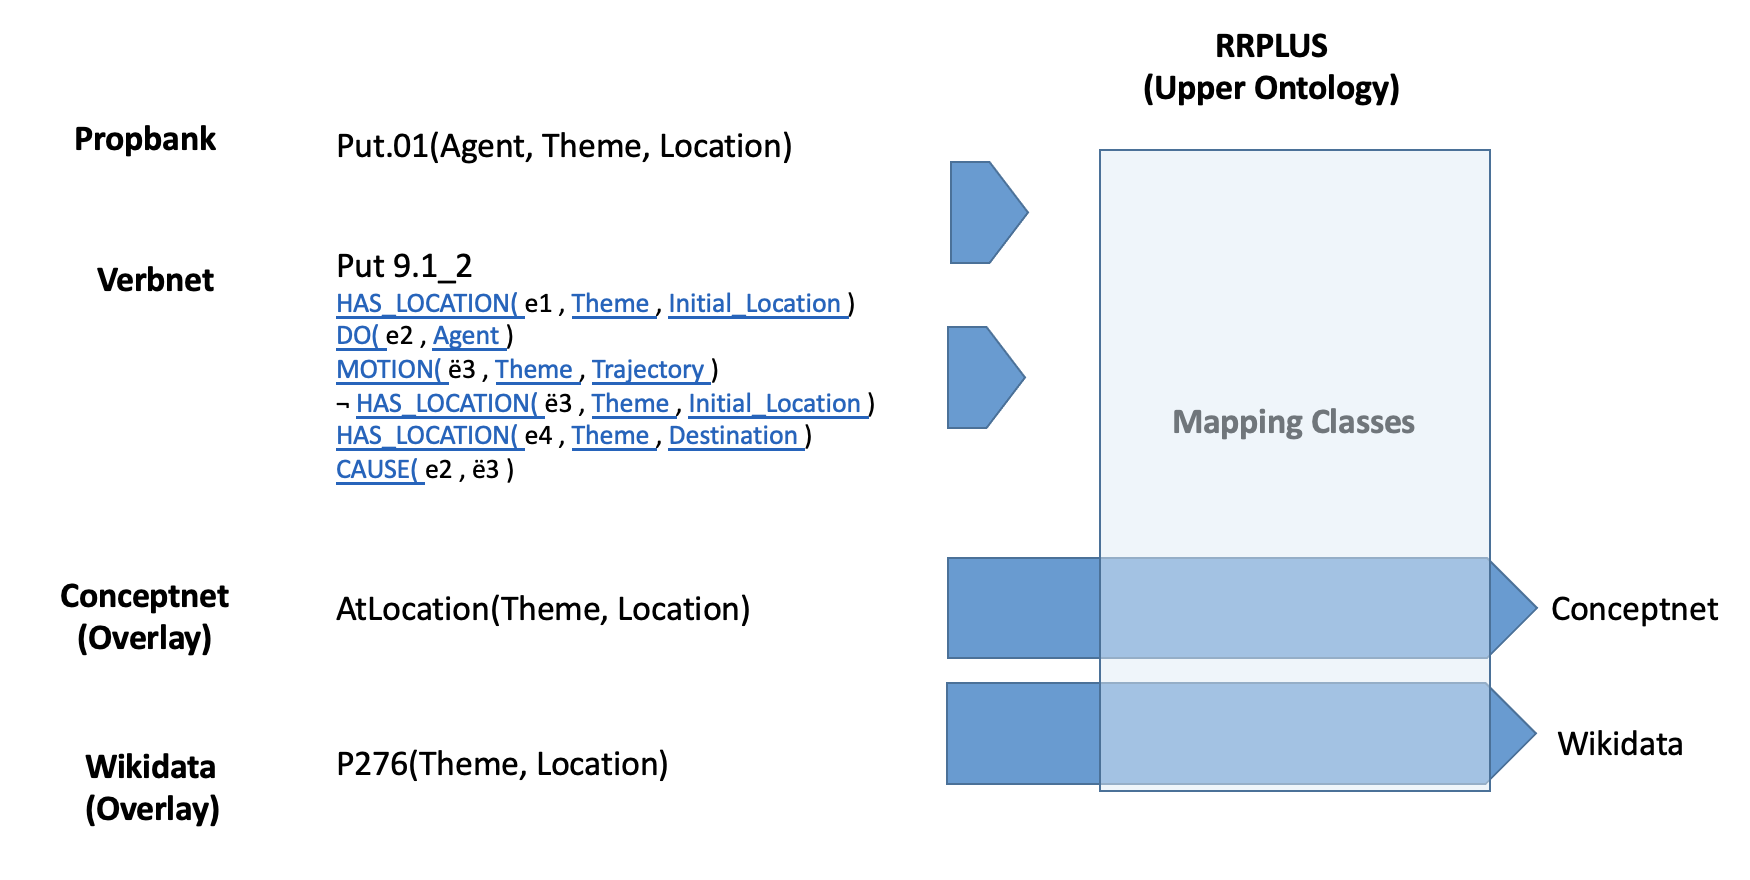 RRPLUS
(Upper Ontology)
Propbank
Put.01(Agent, Theme, Location)
Verbnet
Put 9.1_2
HAS_LOCATION( e1 , Theme , Initial_Location )
DO( e2 , Agent )
MOTION( ë3 , Theme , Trajectory )
¬ HAS_LOCATION( ë3 , Theme , Initial_Location )
HAS_LOCATION( e4 , Theme , Destination )
CAUSE( e2 , ë3 )
Mapping Classes
Conceptnet
(Overlay)
AtLocation(Theme, Location)
Conceptnet
Wikidata
(Overlay)
P276(Theme, Location)
Wikidata